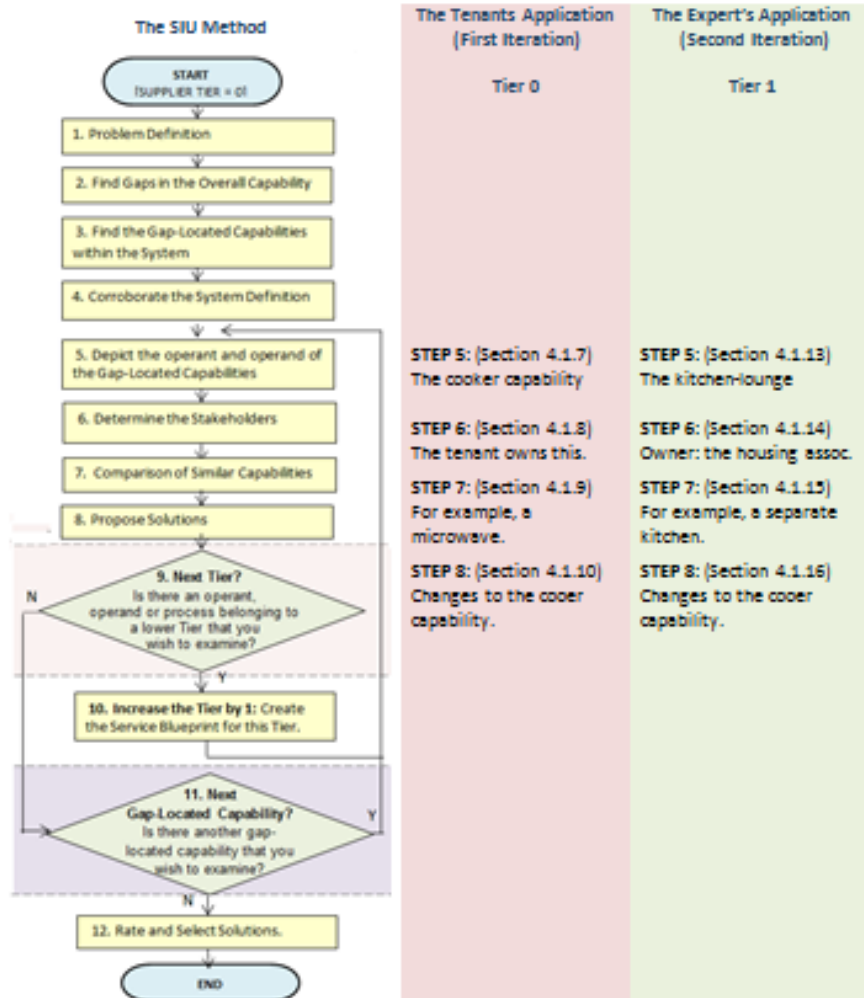 The SIU Method
START
[SUPPLIER TIER = 0]
1. Problem Definition
2. Find Gaps in the Overall Capability
3. Find the Gap-Located Capabilities
within the System
4. Corroborate the System Definition
5. Depict the operant and operand of
the Gap-Located Capabilities
6. Determine the Stakeholders
7. Comparison of Similar Capabilities
8. Propose Solutions
9. Next Tier?
Is there an operant,
operand or process belonging to
a lower Tier that you
wish to examine?
N
Y
10. Increase the Tier by 1: Create
the Service Blueprint for this Tier.
11. Next
Gap-Located Capability?
Is there another gap-
located capability that you
wish to examine?
Y
N
12. Rate and Select Solutions.
END
The Tenants Application
(First Iteration)
Tier 0
STEP 5: (Section 4.1.7)
The cooker capability
STEP 6: (Section 4.1.8)
The tenant owns this.
STEP 7: (Section 4.1.9)
For example, a
microwave.
STEP 8: (Section 4.1.10)
Changes to the cooer
capability.
The Expert's Application
(Second Iteration)
Tier 1
STEP 5: (Section 4.1.13)
The kitchen-lounge
STEP 6: (Section 4.1.14)
Owner: the housing assoc.
STEP 7: (Section 4.1.15)
For example, a separate
kitchen.
STEP 8: (Section 4.1.16)
Changes to the cooer
capability.